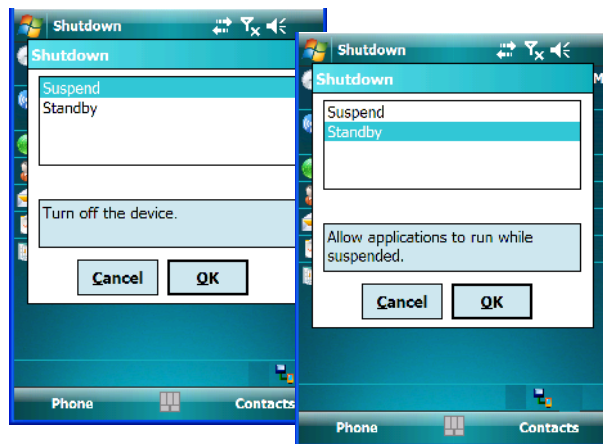 Shutdown
Shutdown
Suspend
Standby
Turn off the device.
Cancel
OK
Phone
Contacts
Shutdown
Shutdown
M
Suspend
Standby
Allow applications to run while
suspended.
Cancel
OK
Phone
Contacts